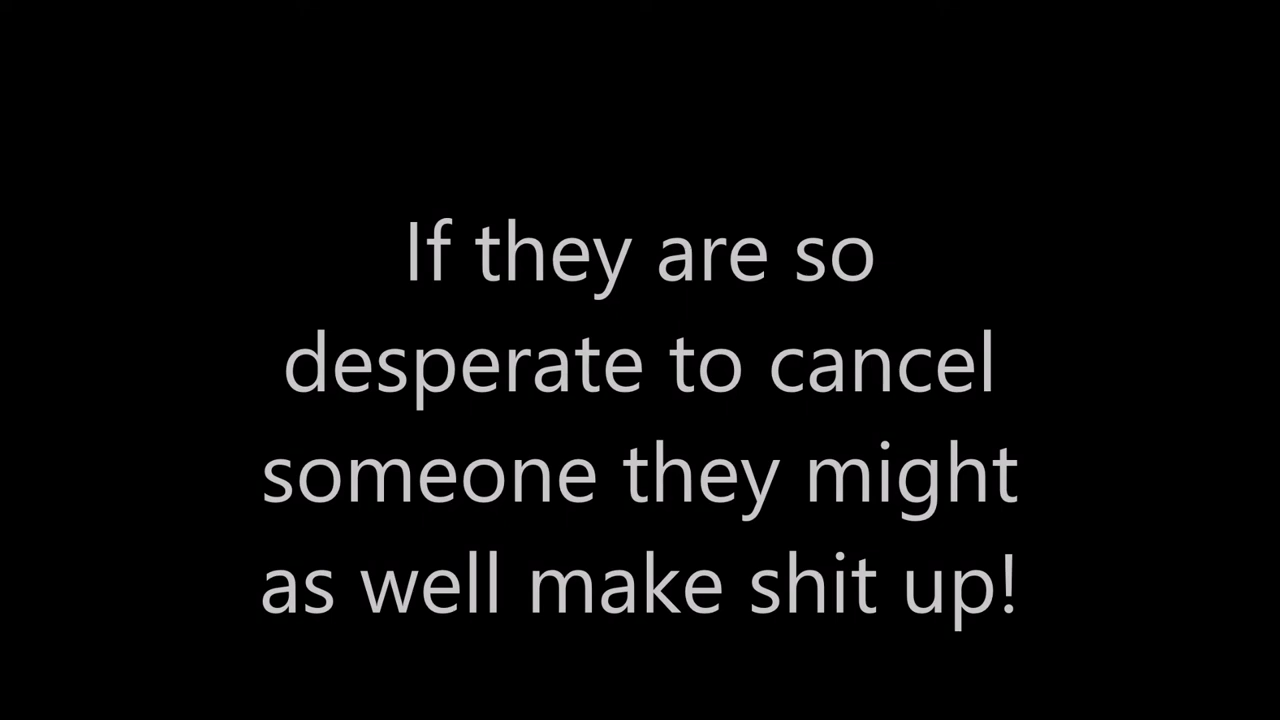 If they are so
desperate to cancel
someone they might
as well make shit up!